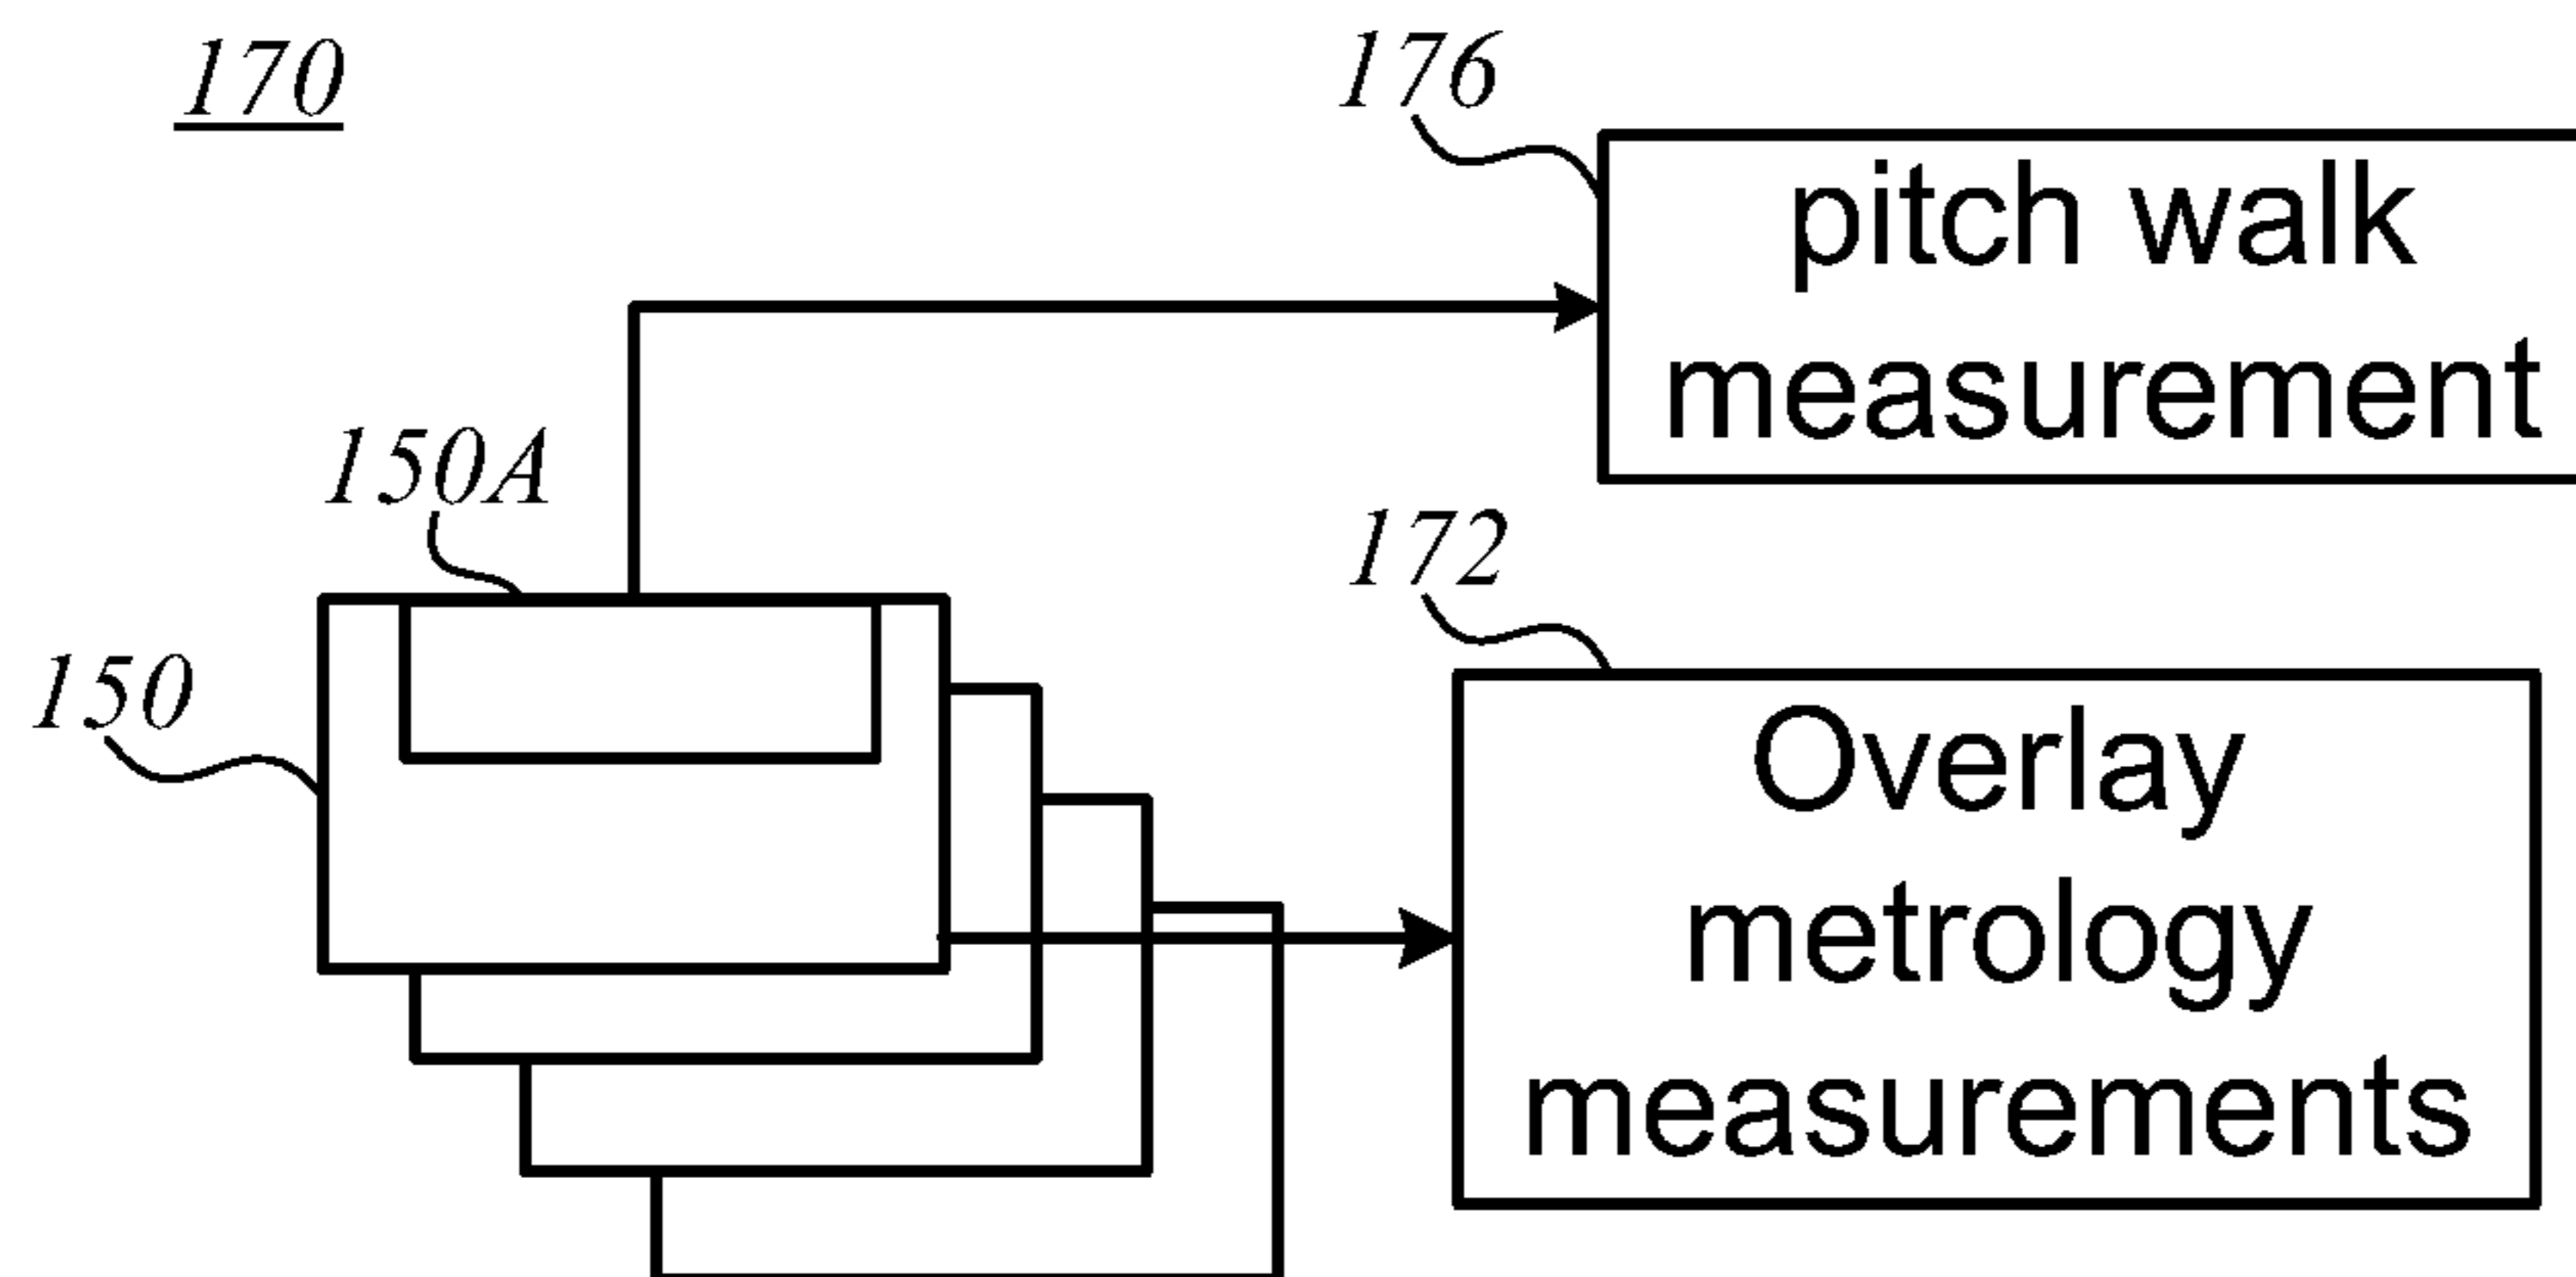 170
176
pitch walk
measurement
150A
172
150
Overlay
metrology
measurements